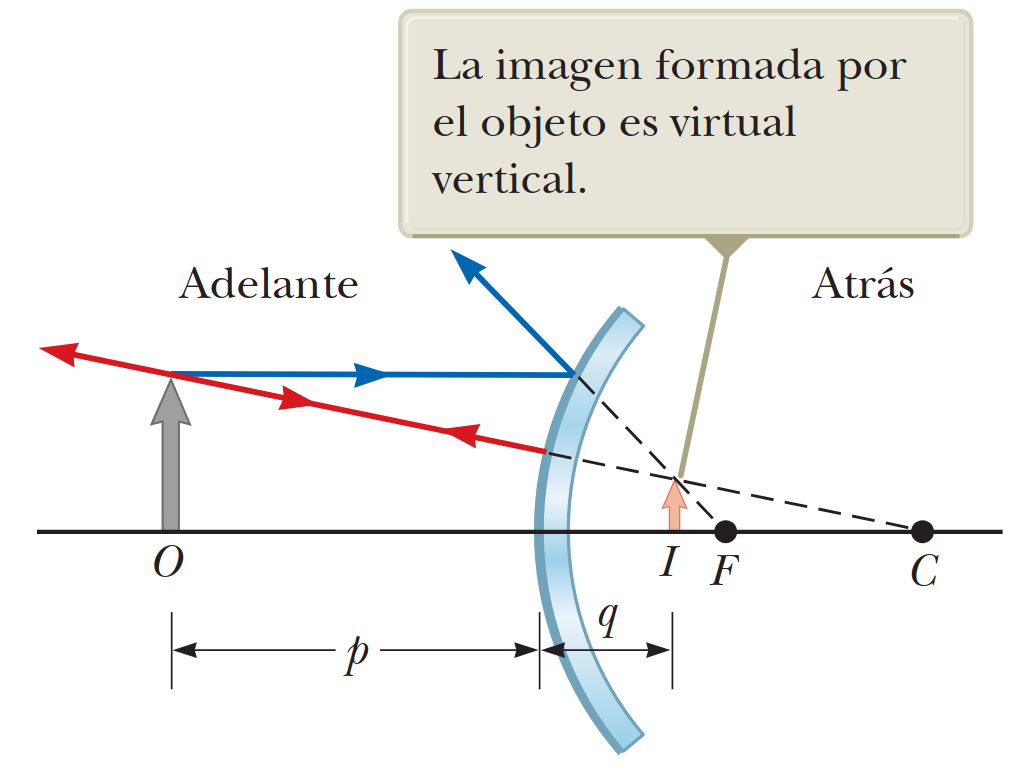 La imagen formada por
el objeto es virtual
vertical.
Adelante
Atrás
O
I
F
C
p
q